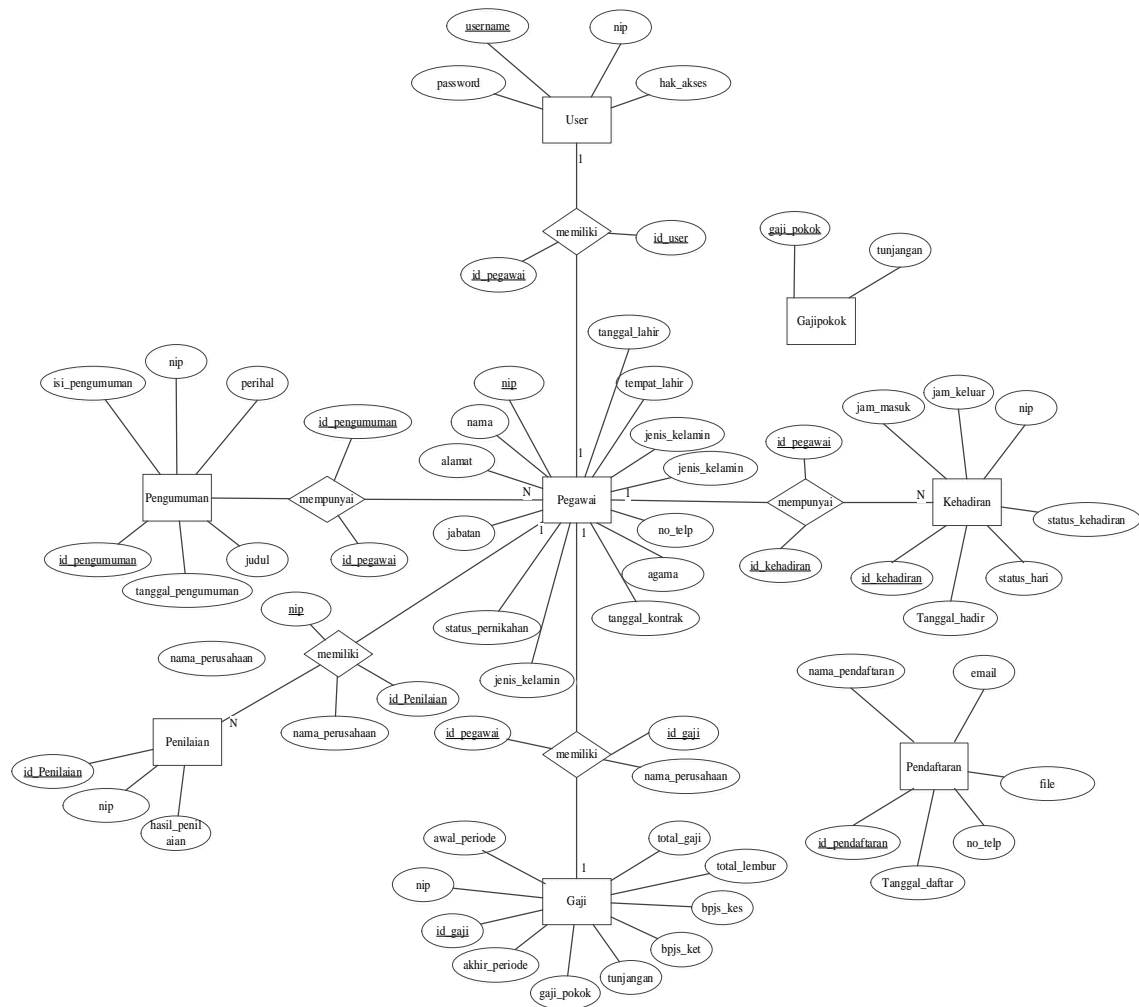 username
nip
password
hak_akses
User
1
memiliki
id_user
id_pegawai
gaji_pokok
tunjangan
Gajipokok
tanggal_lahir
nip
isi_pengumuman
perihal
nip
tempat_lahir
jam_keluar
jam_masuk
nip
id_pengumuman
nama
jenis_kelamin
id_pegawai
alamat
1
jenis_kelamin
Pengumuman
mempunyai
N
Pegawai
1
mempunyai
N
Kehadiran
status_kehadiran
jabatan
1
1
no_telp
id_pengumuman
judul
id_pegawai
id_kehadiran
id_kehadiran
status_hari
tanggal_pengumuman
agama
nip
tanggal_kontrak
Tanggal_hadir
status_pernikahan
nama_perusahaan
memiliki
jenis_kelamin
nama_pendaftaran
email
id_Penilaian
N
nama_perusahaan
id_pegawai
id_gaji
Penilaian
memiliki
Pendaftaran
id_Penilaian
nama_perusahaan
file
nip
hasil_penil
aian
awal_periode
total_gaji
id_pendaftaran
no_telp
total_lembur
1
Tanggal_daftar
nip
Gaji
bpjs_kes
id_gaji
bpjs_ket
akhir_periode
tunjangan
gaji_pokok